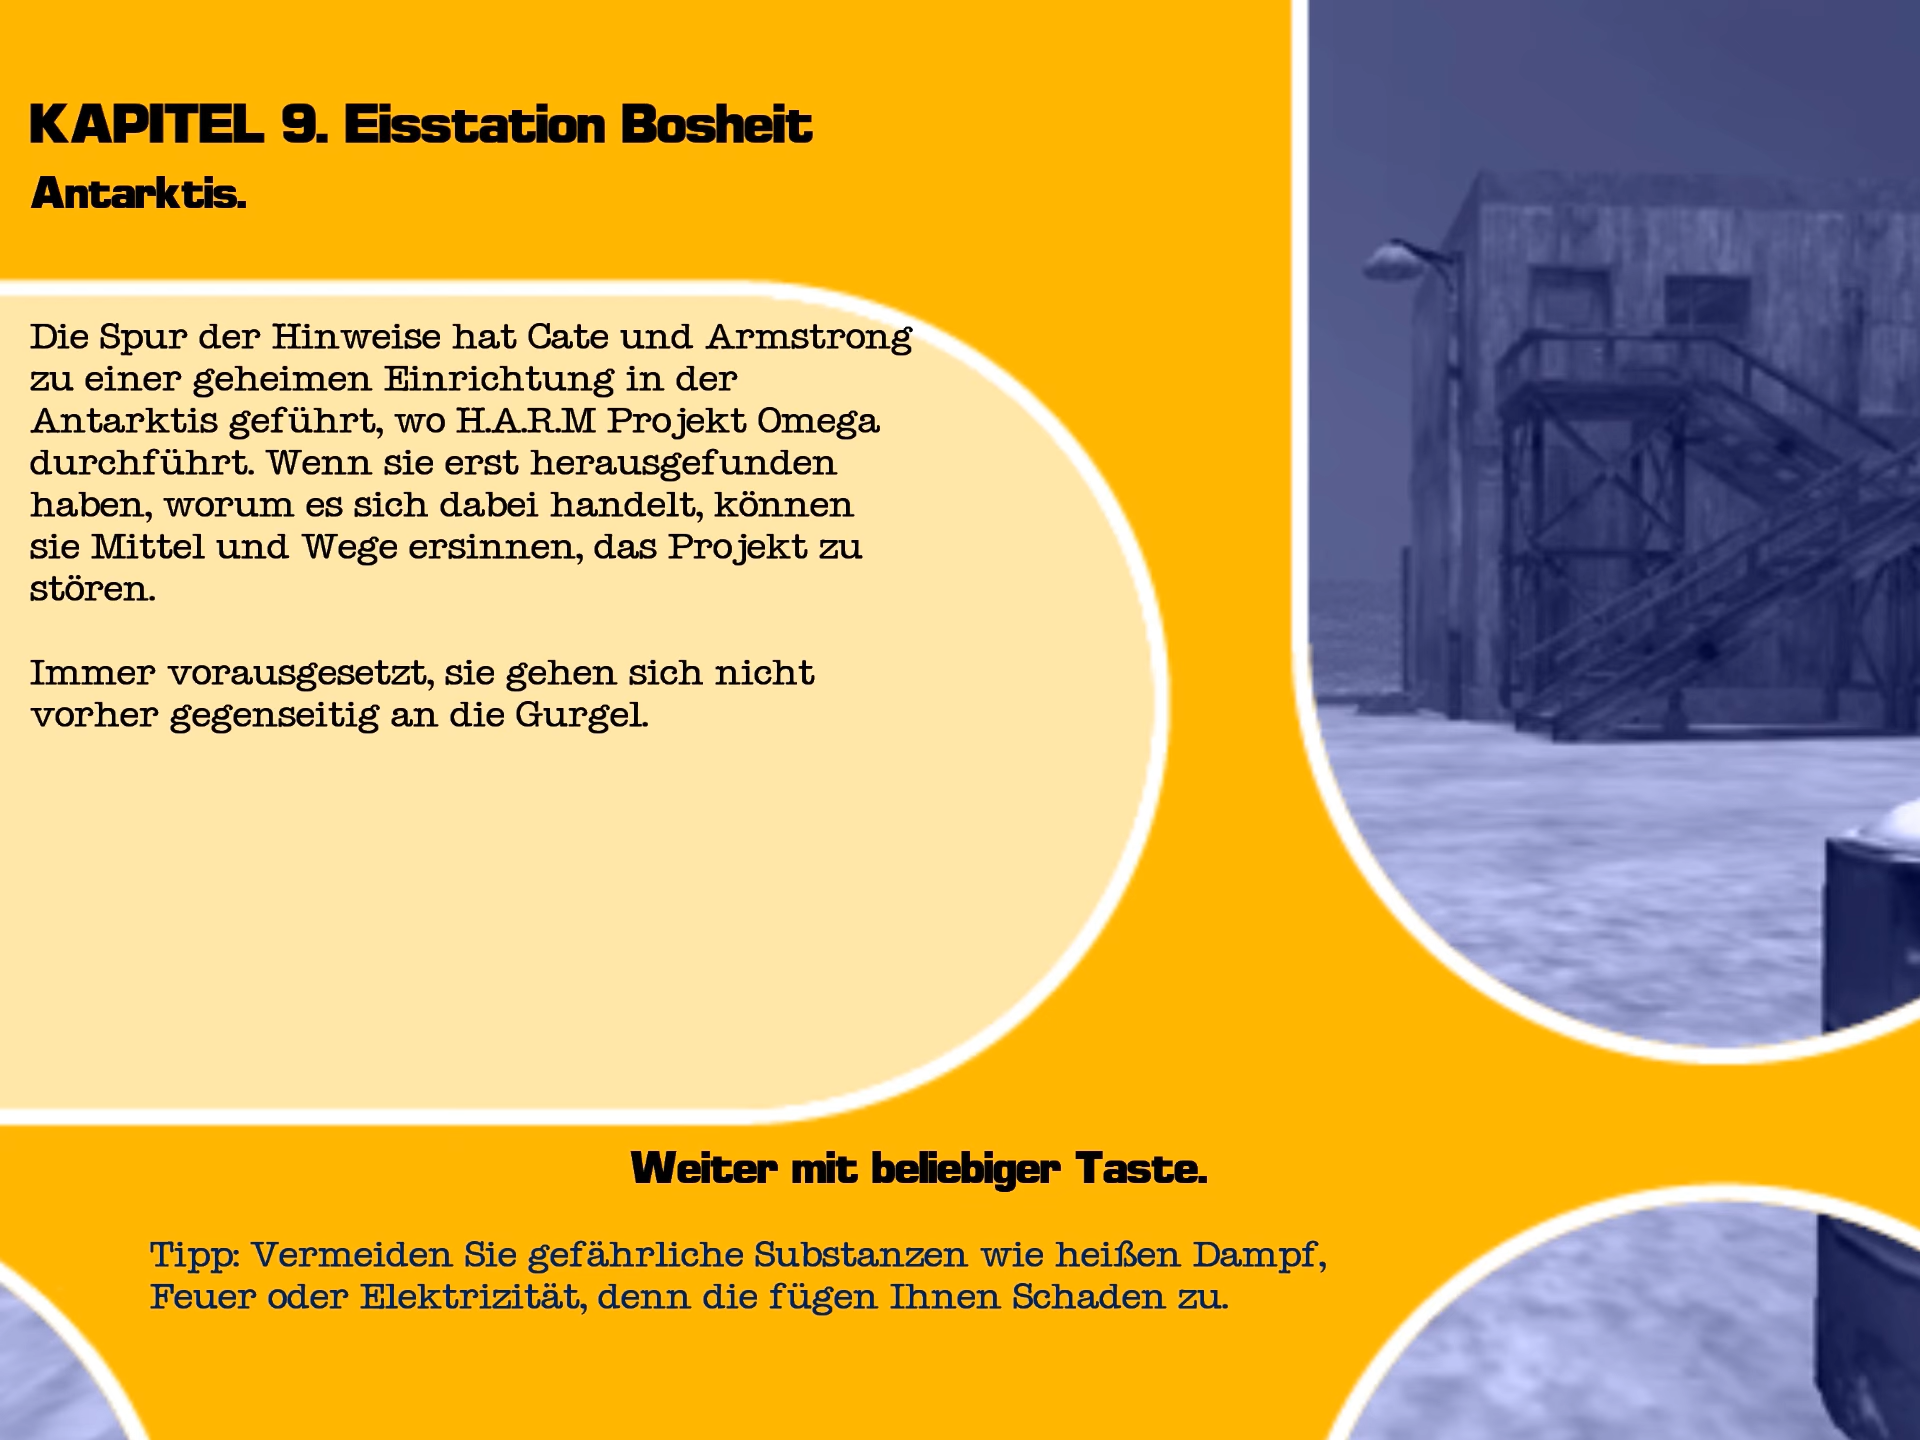 KAPITEL 9. Eisstation Bosheit
Antarktis.
Die Spur der Hinweise hat Cate und Armstrong
zu einer geheimen Einrichtung in der
Antarktis geführt, wo H.A.R.M Projekt Omega
durchführt. Wenn sie erst herausgefunden
haben, worum es sich dabei handelt, können
sie Mittel und Wege ersinnen, das Projekt zu
stören.
Immer vorausgesetzt, sie gehen sich nicht
vorher gegenseitig an die Gurgel.
Weiter mit beliebiger Taste.
Tipp: Vermeiden Sie gefährliche Substanzen wie heißen Dampf,
Feuer oder Elektrizität, denn die fügen Ihnen Schaden zu.